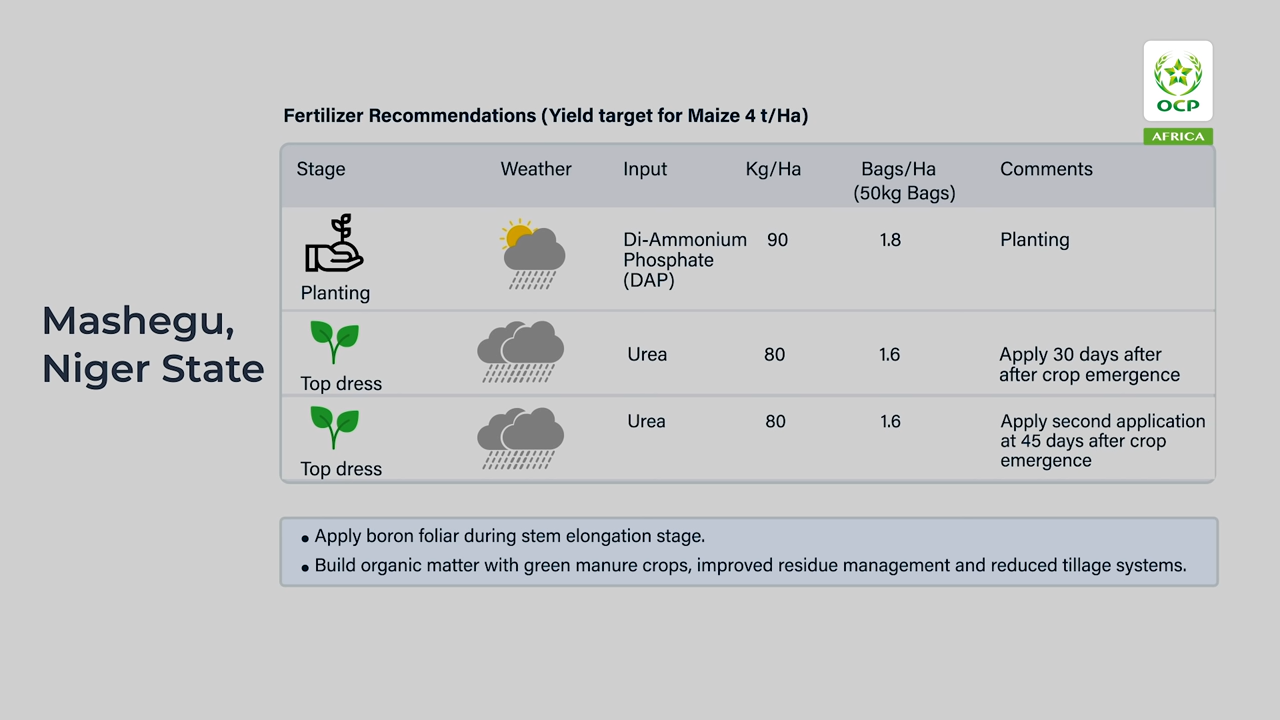 OCP
AFRICA
Fertilizer Recommendations (Yield target for Maize 4 t/Ha)
Stage Weather Input Kg/Ha Bags/Ha Comments
(50kg Bags)
Di-Ammonium 90 1.8 Planting
Phosphate
(DAP)
Planting
Mashegu,
Niger State
Urea 80 1.6 Apply 30 days after
after crop emergence
Top dress
Urea 80 1.6 Apply second application
at 45 days after crop
emergence
Top dress
• Apply boron foliar during stem elongation stage.
• Build organic matter with green manure crops, improved residue management and reduced tillage systems.